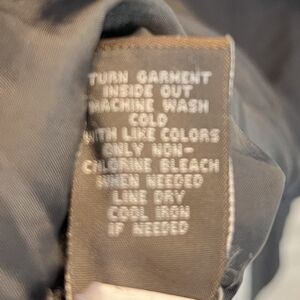 TURN GARMENT
INSIDE OUT
MACHINE WASH
COLD
WITH LIKE COLORS
ONLY NON-
CHLORINE BLEACH
WHEN NEEDED
LINE DRY
COOL IRON
IF NEEDED